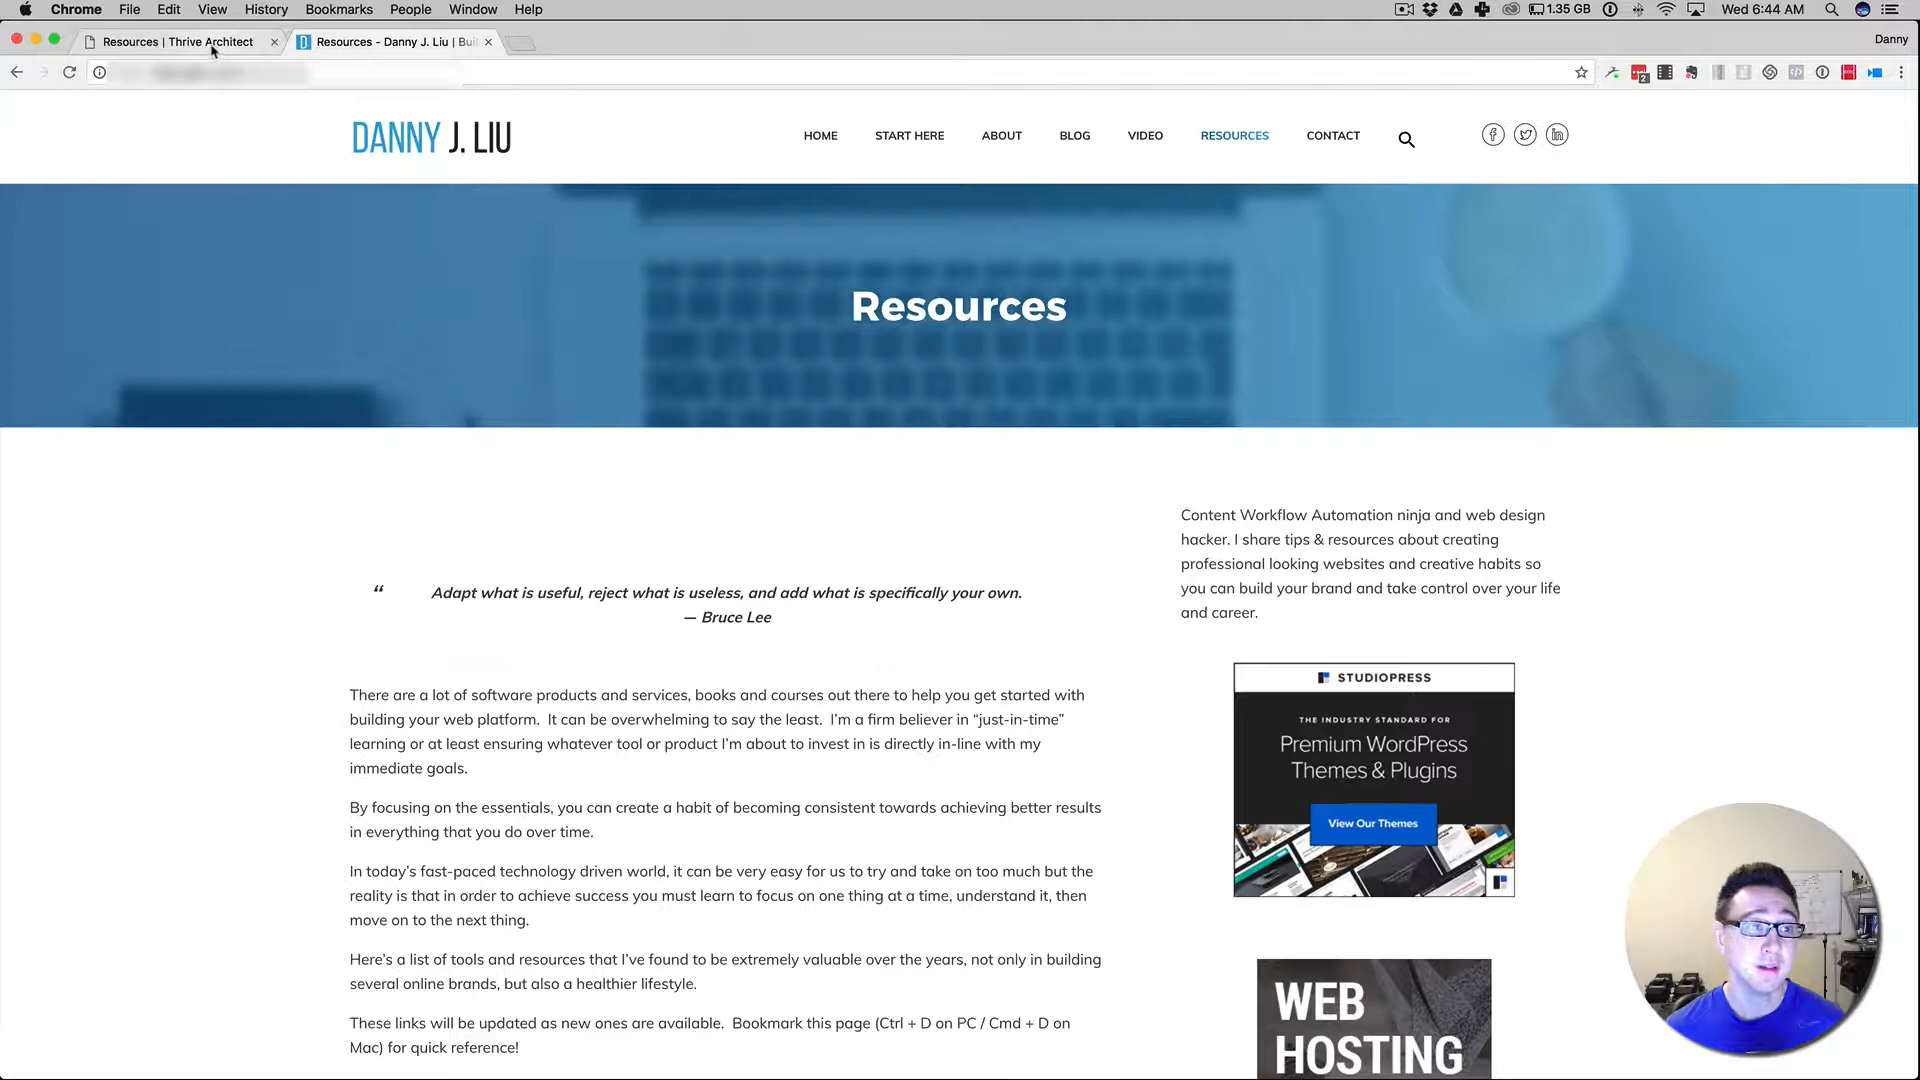 Chrome File Edit View History Bookmarks People Window Help 1.35 GB Wed 6:44 AM
Resources | Thrive Architect Resources - Danny J. Liu | Buil Danny
2
DANNY J. LIU HOME START HERE ABOUT BLOG VIDEO RESOURCES CONTACT
Resources
“ Adapt what is useful, reject what is useless, and add what is specifically your own.
— Bruce Lee
There are a lot of software products and services, books and courses out there to help you get started with
building your web platform. It can be overwhelming to say the least. I’m a firm believer in “just-in-time”
learning or at least ensuring whatever tool or product I’m about to invest in is directly in-line with my
immediate goals.
By focusing on the essentials, you can create a habit of becoming consistent towards achieving better results
in everything that you do over time.
In today’s fast-paced technology driven world, it can be very easy for us to try and take on too much but the
reality is that in order to achieve success you must learn to focus on one thing at a time, understand it, then
move on to the next thing.
Here’s a list of tools and resources that I’ve found to be extremely valuable over the years, not only in building
several online brands, but also a healthier lifestyle.
These links will be updated as new ones are available. Bookmark this page (Ctrl + D on PC / Cmd + D on
Mac) for quick reference!
Content Workflow Automation ninja and web design
hacker. I share tips & resources about creating
professional looking websites and creative habits so
you can build your brand and take control over your life
and career.
STUDIOPRESS
THE INDUSTRY STANDARD FOR
Premium WordPress
Themes & Plugins
View Our Themes
WEB
HOSTING